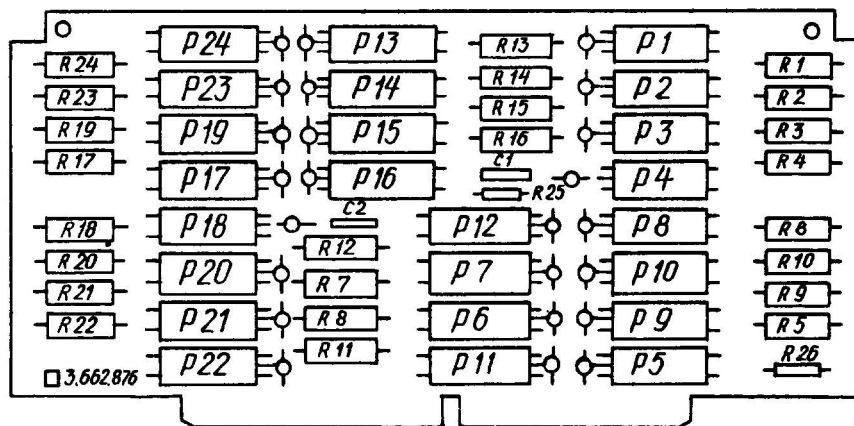 R24 P24 P13 R13 P1 R1
R23 P23 P14 R14 P2 R2
R19 P19 P15 R15 P3 R3
R17 P17 P16 R16 P4 R4
C1
R25
R18 P18 C2 P12 P8 R8
R12
R20 P20 R7 P7 P10 R10
R21 P21 R8 P6 P9 R9
R22 P22 R11 P11 P5 R5
R26
3.662.876